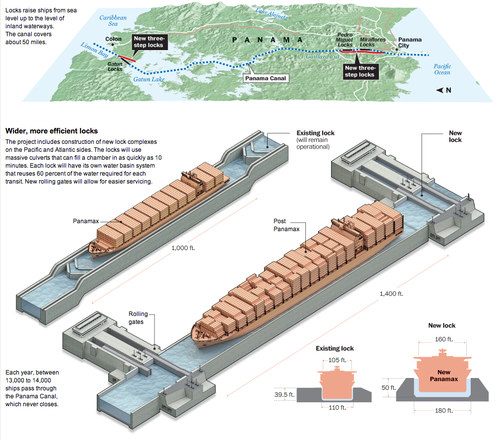 Locks raise ships from sea
level up to the level of
inland waterways.
The canal covers
about 50 miles.
Caribbean
Sea
Colón
New three-
step locks
Limon Bay
Gatun
Locks
Gatun Lake
PANAMA
Panama Canal
Pedro
Miguel
Locks
Miraflores
Locks
Panama
City
New three-
step locks
Pacific
Ocean
N
Wider, more efficient locks
The project includes construction of new lock complexes
on the Pacific and Atlantic sides. The locks will use
massive culverts that can fill a chamber in as quickly as 10
minutes. Each lock will have its own water basin system
that reuses 60 percent of the water required for each
transit. New rolling gates will allow for easier servicing.
Existing lock
(will remain
operational)
New
lock
Panamax
1,000 ft.
Post
Panamax
1,400 ft.
Rolling
gates
Each year, between
13,000 to 14,000
ships pass through
the Panama Canal,
which never closes.
Existing lock
105 ft.
39.5 ft.
110 ft.
New lock
160 ft.
New
Panamax
50 ft.
180 ft.